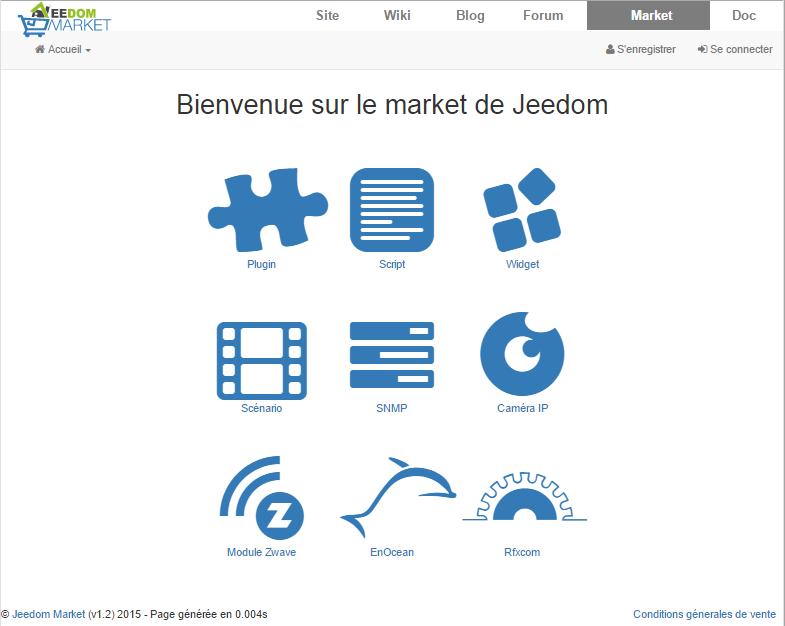 JEEDOM
MARKET
Site Wiki Blog Forum Market Doc
Accueil S'enregistrer Se connecter
Bienvenue sur le market de Jeedom
Plugin Script Widget
Scénario SNMP Caméra IP
Z
Module Zwave EnOcean Rfxcom
© Jeedom Market (v1.2) 2015 - Page générée en 0.004s Conditions génerales de vente